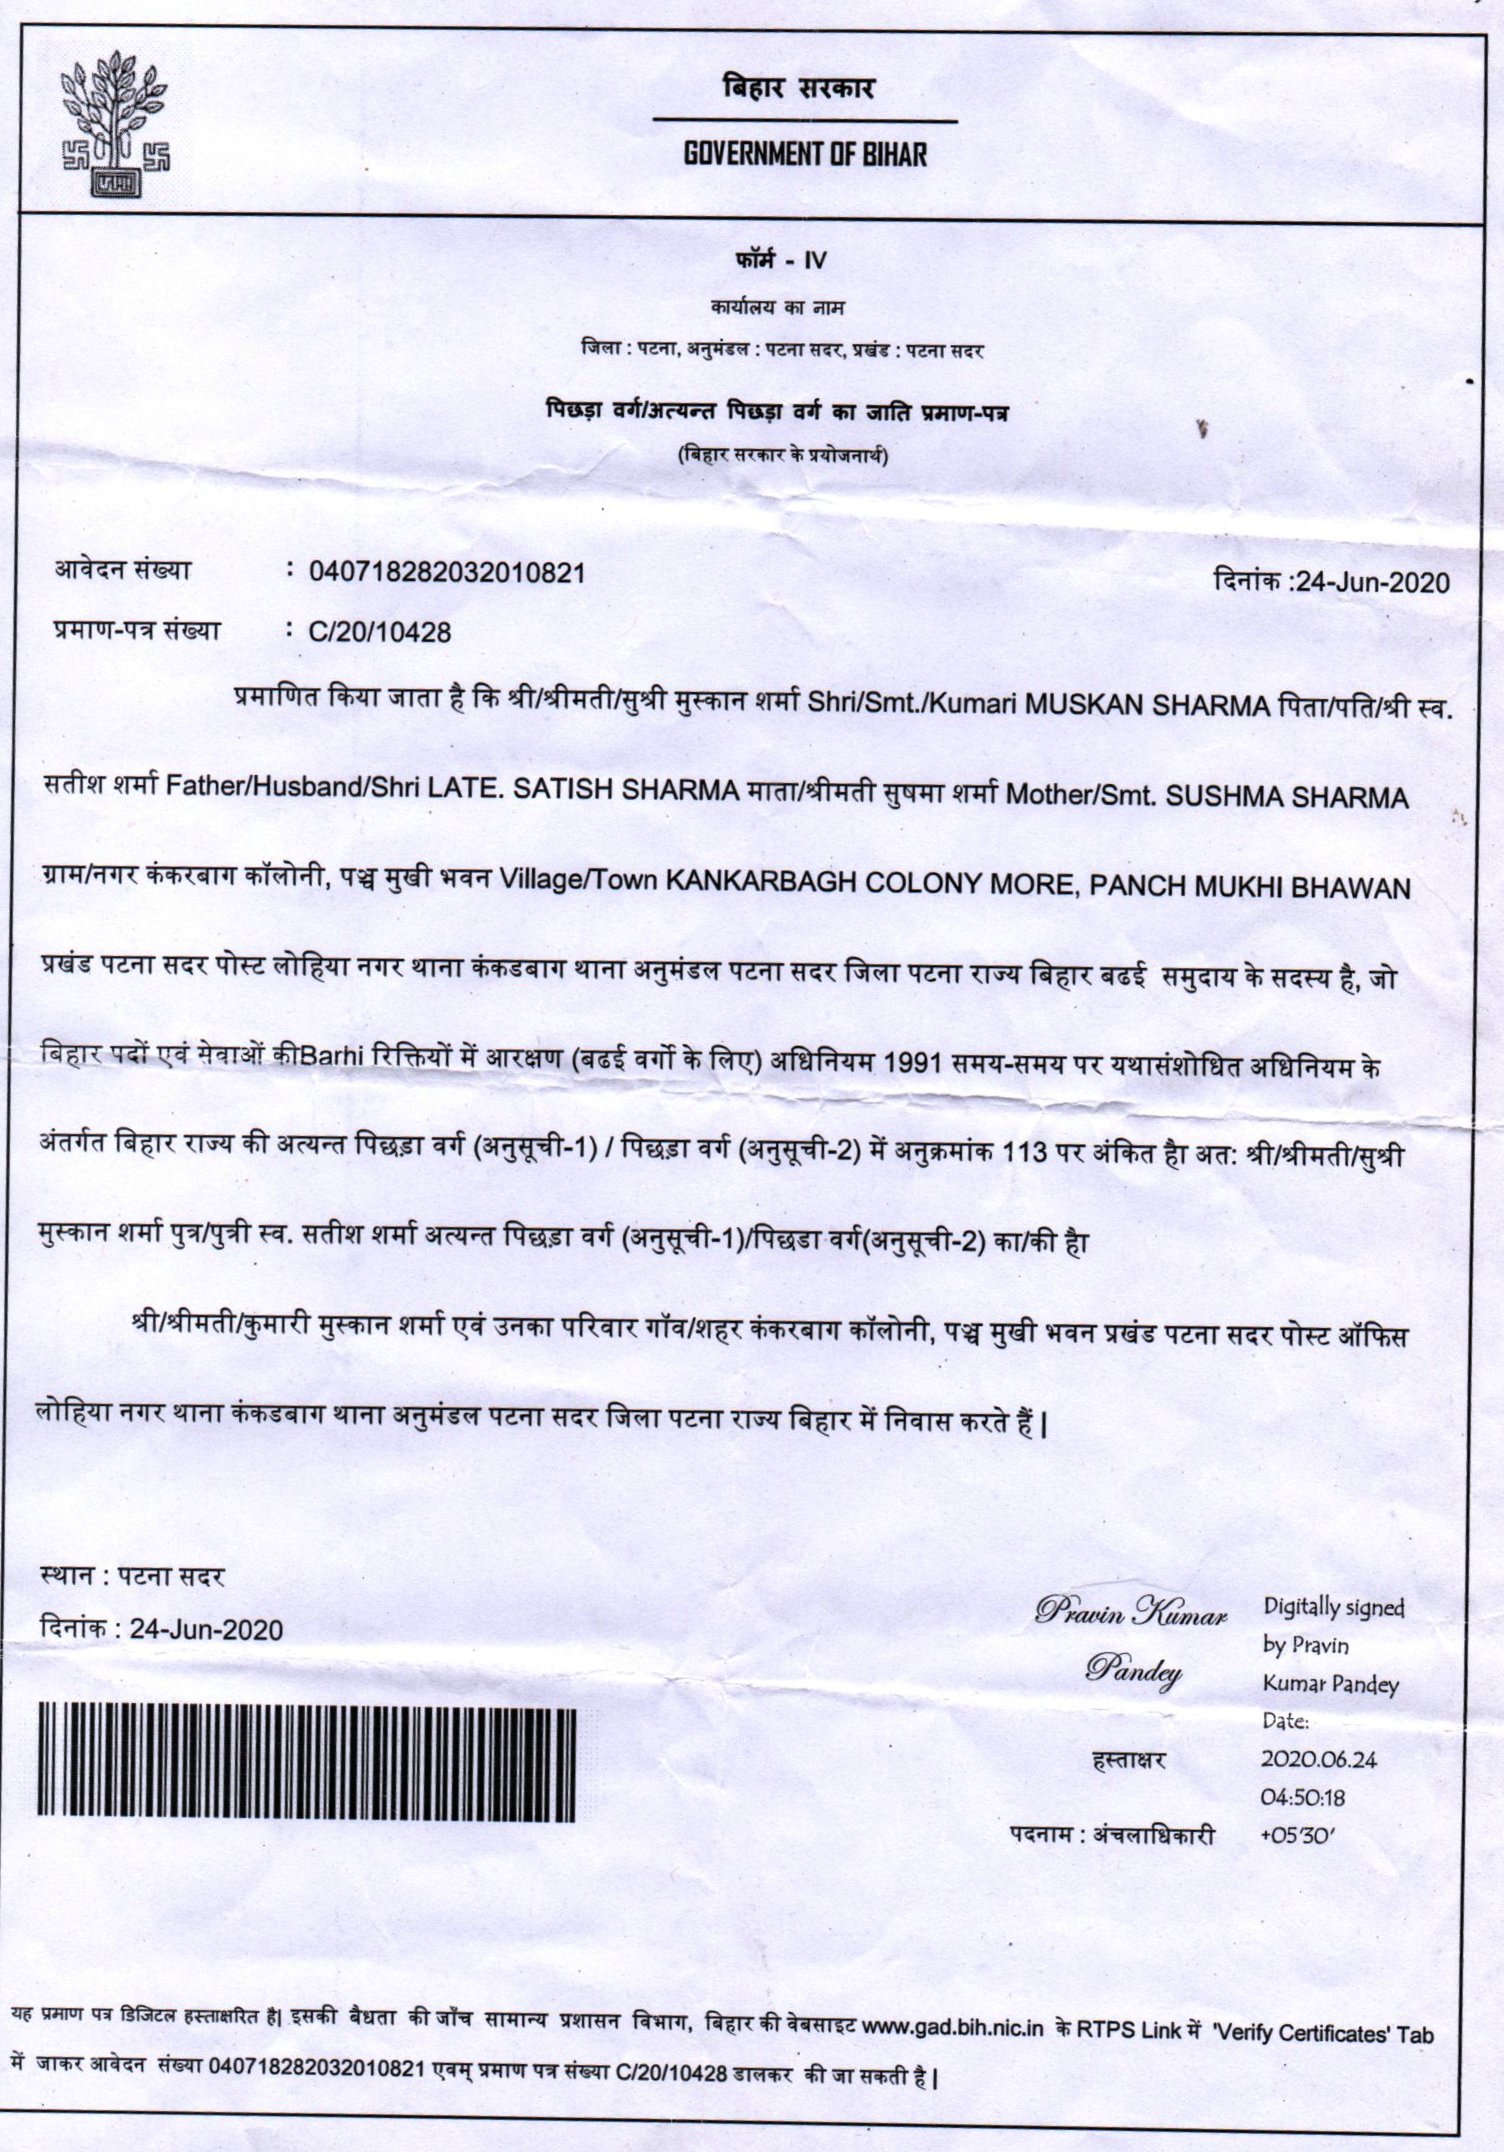 बिहार सरकार
GOVERNMENT OF BIHAR
फॉर्म - IV
कार्यालय का नाम
जिला : पटना, अनुमंडल : पटना सदर, प्रखंड : पटना सदर
पिछड़ा वर्ग/अत्यन्त पिछड़ा वर्ग का जाति प्रमाण-पत्र
(बिहार सरकार के प्रयोजनार्थ)
आवेदन संख्या : 040718282032010821 दिनांक :24-Jun-2020
प्रमाण-पत्र संख्या : C/20/10428
प्रमाणित किया जाता है कि श्री/श्रीमती/सुश्री मुस्कान शर्मा Shri/Smt./Kumari MUSKAN SHARMA पिता/पति/श्री स्व.
सतीश शर्मा Father/Husband/Shri LATE. SATISH SHARMA माता/श्रीमती सुषमा शर्मा Mother/Smt. SUSHMA SHARMA
ग्राम/नगर कंकरबाग कॉलोनी, पञ्च मुखी भवन Village/Town KANKARBAGH COLONY MORE, PANCH MUKHI BHAWAN
प्रखंड पटना सदर पोस्ट लोहिया नगर थाना कंकडबाग थाना अनुमंडल पटना सदर जिला पटना राज्य बिहार बढई समुदाय के सदस्य है, जो
बिहार पदों एवं सेवाओं कीBarhi रिक्तियों में आरक्षण (बढई वर्गो के लिए) अधिनियम 1991 समय-समय पर यथासंशोधित अधिनियम के
अंतर्गत बिहार राज्य की अत्यन्त पिछड़ा वर्ग (अनुसूची-1) / पिछड़ा वर्ग (अनुसूची-2) में अनुक्रमांक 113 पर अंकित है। अत: श्री/श्रीमती/सुश्री
मुस्कान शर्मा पुत्र/पुत्री स्व. सतीश शर्मा अत्यन्त पिछड़ा वर्ग (अनुसूची-1)/पिछडा वर्ग(अनुसूची-2) का/की है।
श्री/श्रीमती/कुमारी मुस्कान शर्मा एवं उनका परिवार गॉव/शहर कंकरबाग कॉलोनी, पञ्च मुखी भवन प्रखंड पटना सदर पोस्ट ऑफिस
लोहिया नगर थाना कंकडबाग थाना अनुमंडल पटना सदर जिला पटना राज्य बिहार में निवास करते हैं |
स्थान : पटना सदर
दिनांक : 24-Jun-2020
Pravin Kumar
Pandey
Digitally signed
by Pravin
Kumar Pandey
Date:
2020.06.24
04:50:18
+05'30'
हस्ताक्षर
पदनाम : अंचलाधिकारी
यह प्रमाण पत्र डिजिटल हस्ताक्षरित है| इसकी बैधता की जाँच सामान्य प्रशासन विभाग, बिहार की वेबसाइट www.gad.bih.nic.in के RTPS Link में 'Verify Certificates' Tab
में जाकर आवेदन संख्या 040718282032010821 एवम् प्रमाण पत्र संख्या C/20/10428 डालकर की जा सकती है |